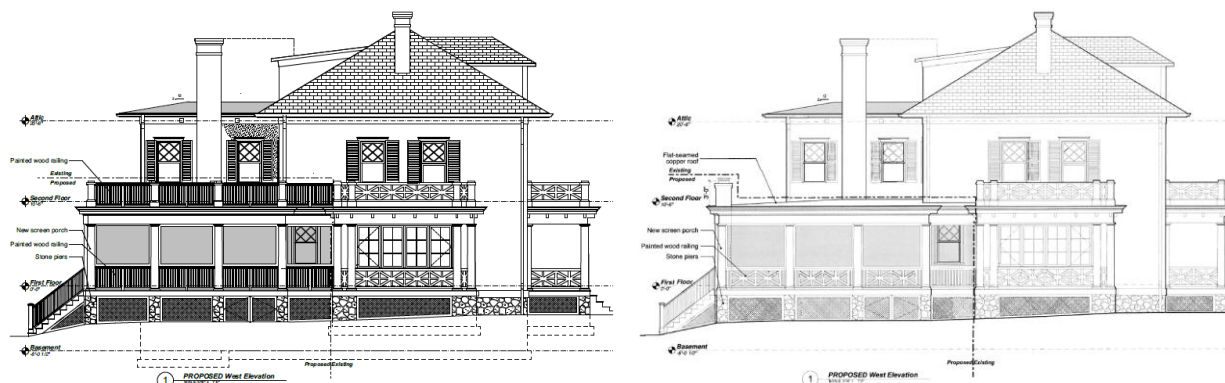 Attic
Painted wood railing
Existing
Proposed
Second Floor
New screen porch
Painted wood railing
Stone piers
First Floor
Basement
Proposed Existing
1 PROPOSED West Elevation
Attic
Flat-seamed
copper roof
Existing
Proposed
Second Floor
New screen porch
Painted wood railing
Stone piers
First Floor
Basement
Proposed Existing
1 PROPOSED West Elevation